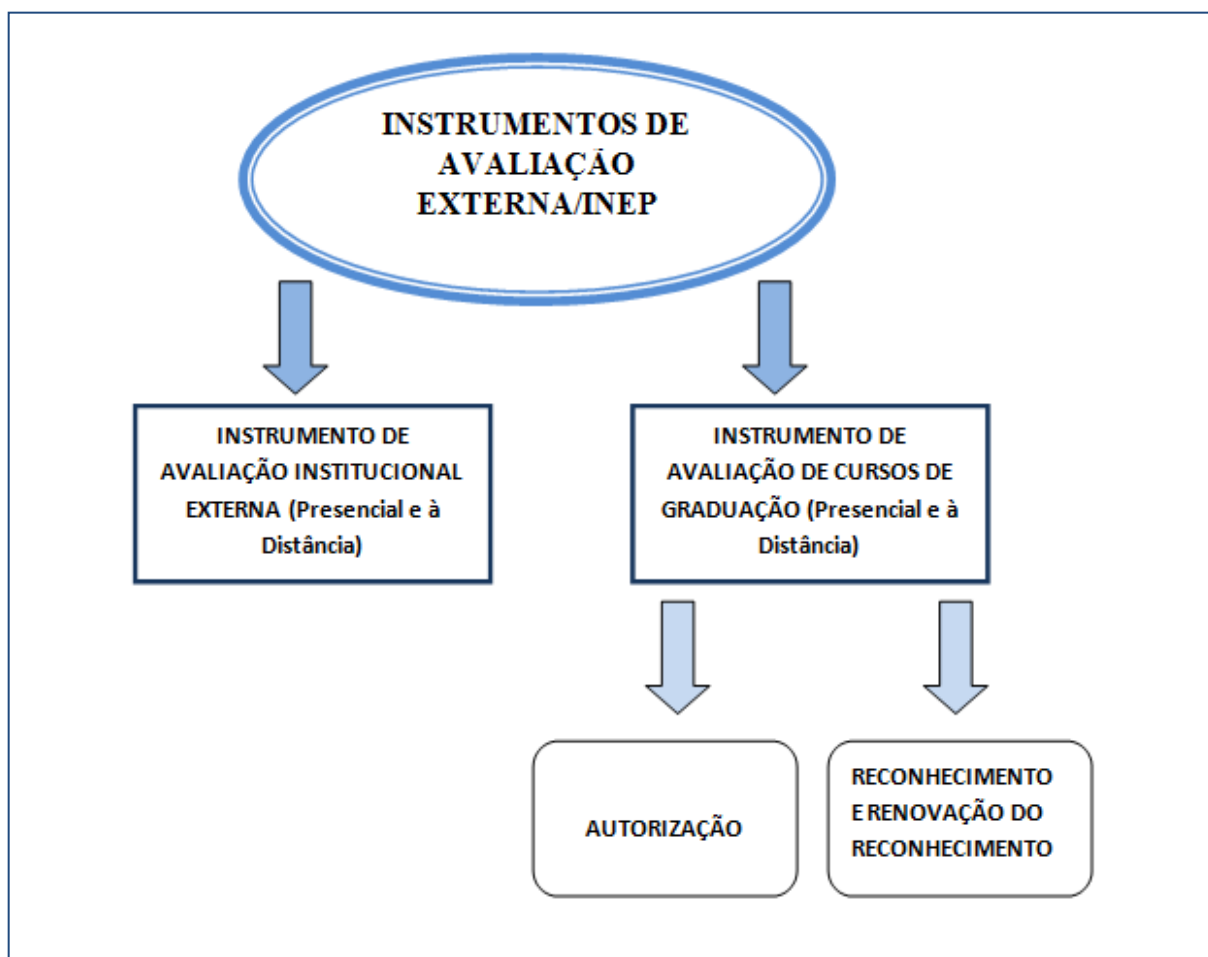 INSTRUMENTOS DE
AVALIAÇÃO
EXTERNA/INEP
INSTRUMENTO DE
AVALIAÇÃO INSTITUCIONAL
EXTERNA (Presencial e à
Distância)
INSTRUMENTO DE
AVALIAÇÃO DE CURSOS DE
GRADUAÇÃO (Presencial e à
Distância)
AUTORIZAÇÃO
RECONHECIMENTO
E RENOVAÇÃO DO
RECONHECIMENTO